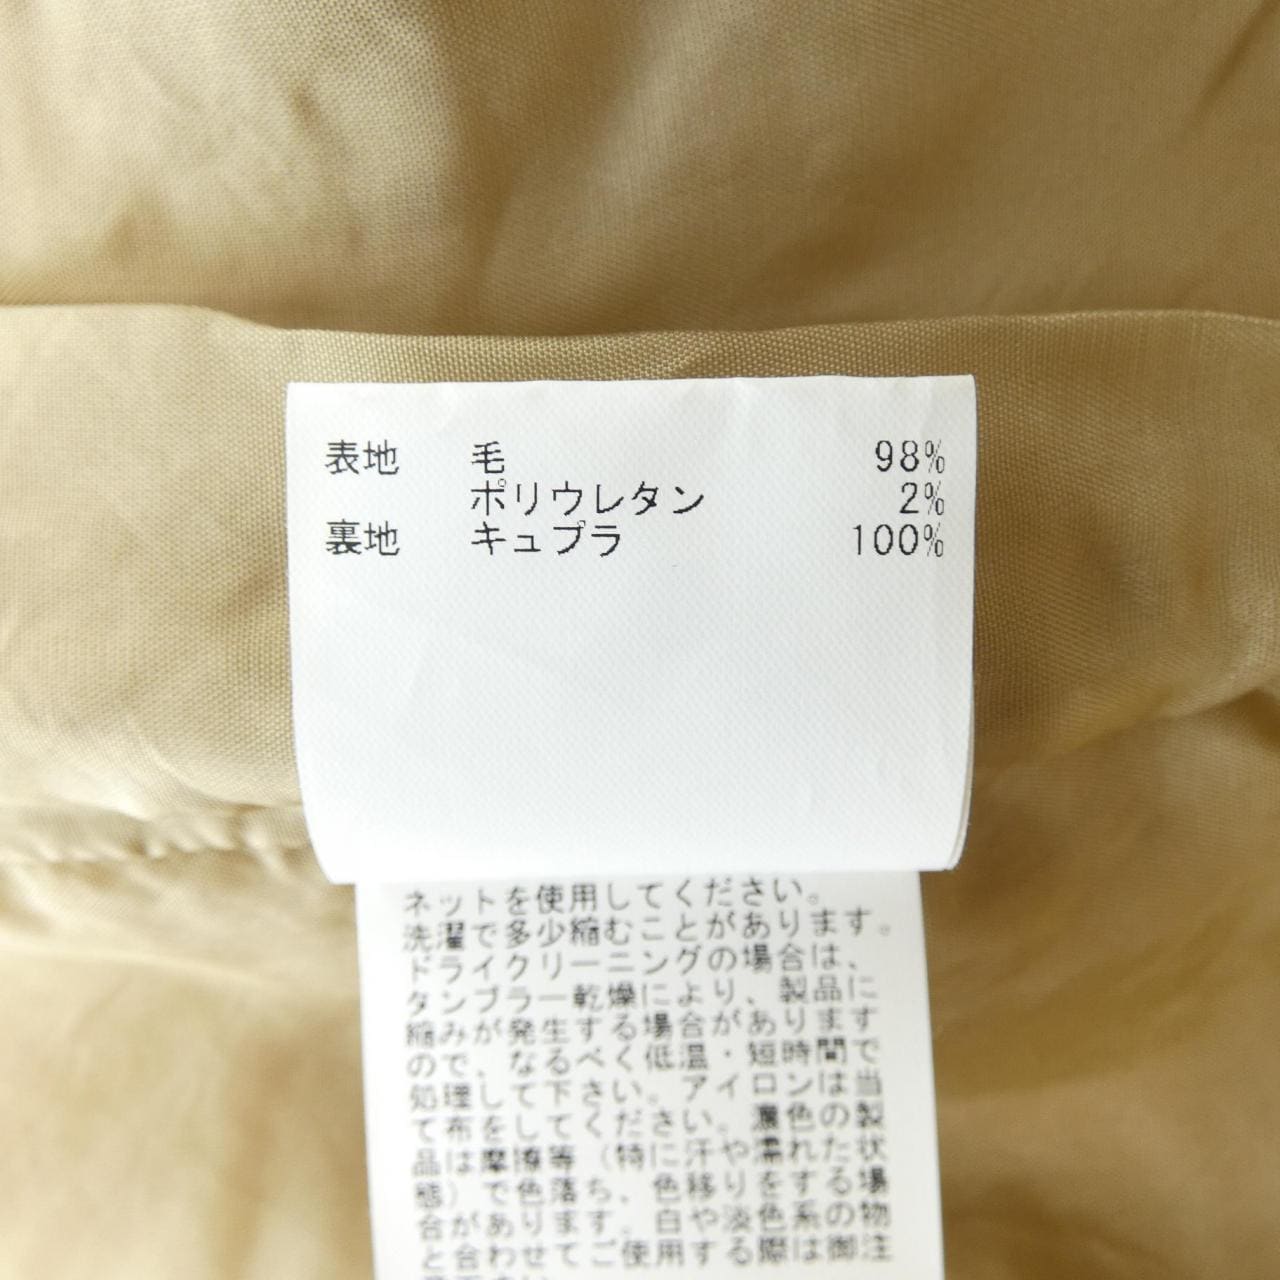 表地 毛 98%
ポリウレタン 2%
裏地 キュプラ 100%
ネットを使用してください。
洗濯で多少縮むことがあります。
ドライクリーニングの場合は、
タンブラー乾燥により、製品に
縮みが発生する場合があります
ので、なるべく低温・短時間で
処理して下さい。アイロンは当
て布をしてください。濃色の製
品は摩擦等（特に汗や濡れた状
態）で色落ち、色移りをする場
合があります。白や淡色系の物
と合わせてご使用する際は御注